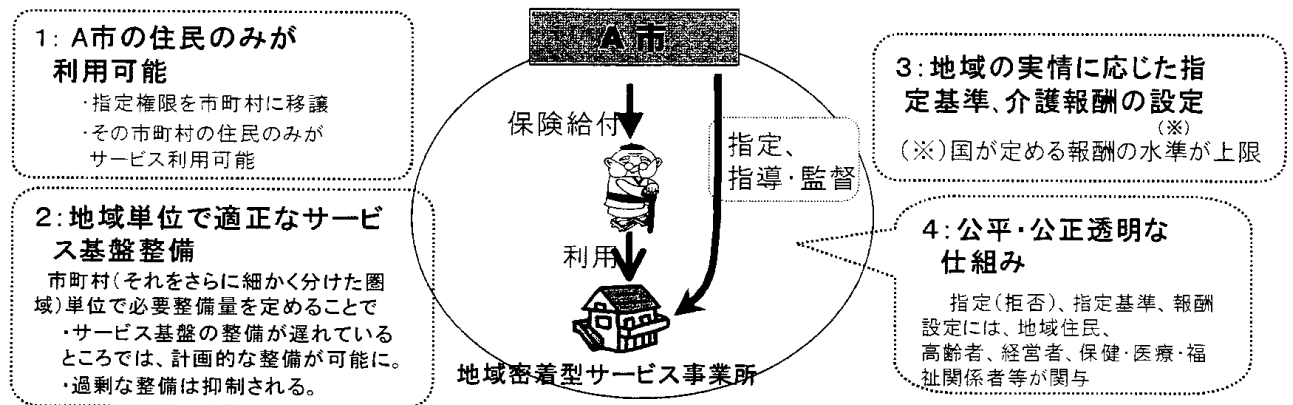 1: A市の住民のみが
利用可能
・指定権限を市町村に移譲
・その市町村の住民のみが
サービス利用可能
2:地域単位で適正なサービ
ス基盤整備
市町村(それをさらに細かく分けた圏
域)単位で必要整備量を定めることで
・サービス基盤の整備が遅れている
ところでは、計画的な整備が可能に。
・過剰な整備は抑制される。
A 市
保険給付
指定、
指導・監督
利用
地域密着型サービス事業所
3:地域の実情に応じた指
定基準、介護報酬の設定
(※)
(※)国が定める報酬の水準が上限
4:公平・公正透明な
仕組み
指定(拒否)、指定基準、報酬
設定には、地域住民、
高齢者、経営者、保健・医療・福
祉関係者等が関与